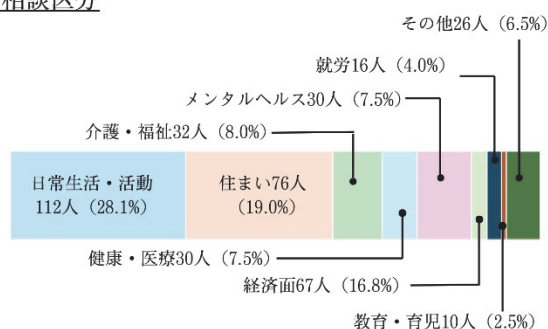 相談区分
その他26人（6.5%）
就労16人（4.0%）
メンタルヘルス30人（7.5%）
介護・福祉32人（8.0%）
日常生活・活動
112人（28.1%）
住まい76人
（19.0%）
健康・医療30人（7.5%）
経済面67人（16.8%）
教育・育児10人（2.5%）